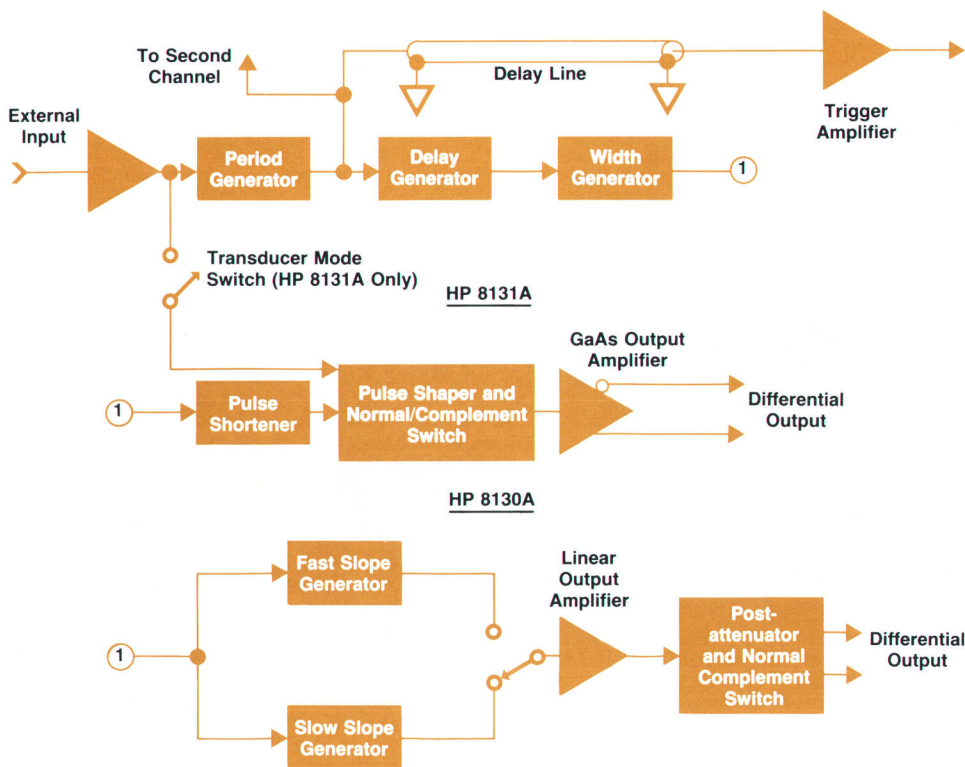 To Second
Channel
Delay Line
External
Input
Trigger
Amplifier
Period
Generator
Delay
Generator
Width
Generator
1
Transducer Mode
Switch (HP 8131A Only)
HP 8131A
GaAs Output
Amplifier
1
Pulse
Shortener
Pulse Shaper and
Normal/Complement
Switch
Differential
Output
HP 8130A
Fast Slope
Generator
Linear
Output
Amplifier
1
Post-
attenuator
and Normal
Complement
Switch
Differential
Output
Slow Slope
Generator